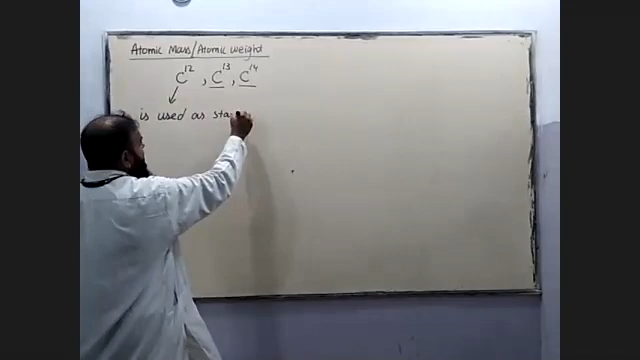 Atomic Mass/Atomic weight
C¹² , C¹³ , C¹⁴
is used as sta